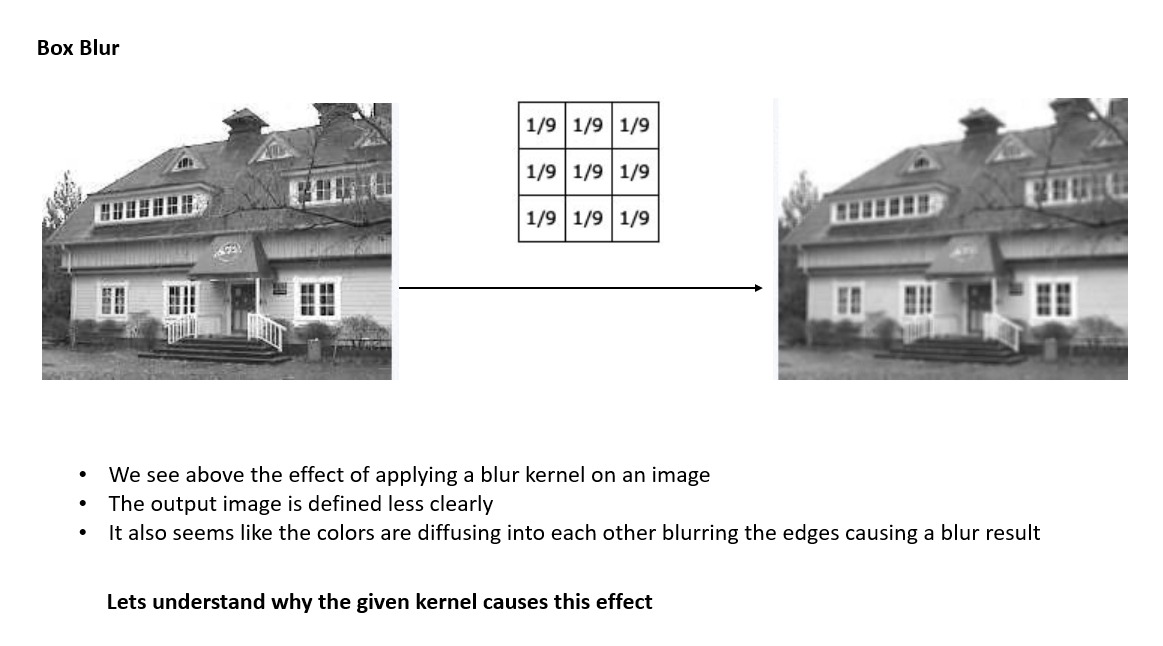 Box Blur
1/9 1/9 1/9
1/9 1/9 1/9
1/9 1/9 1/9
• We see above the effect of applying a blur kernel on an image
• The output image is defined less clearly
• It also seems like the colors are diffusing into each other blurring the edges causing a blur result
Lets understand why the given kernel causes this effect